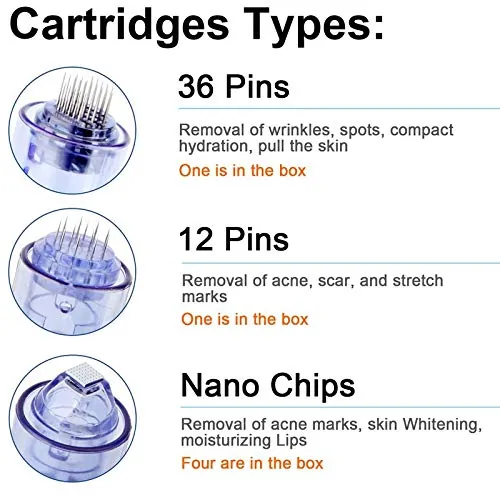 Cartridges Types:
36 Pins
Removal of wrinkles, spots, compact
hydration, pull the skin
One is in the box
12 Pins
Removal of acne, scar, and stretch
marks
One is in the box
Nano Chips
Removal of acne marks, skin Whitening,
moisturizing Lips
Four are in the box